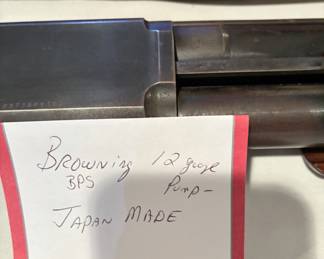 Browning 12 gauge
BPS Pump -
JAPAN MADE